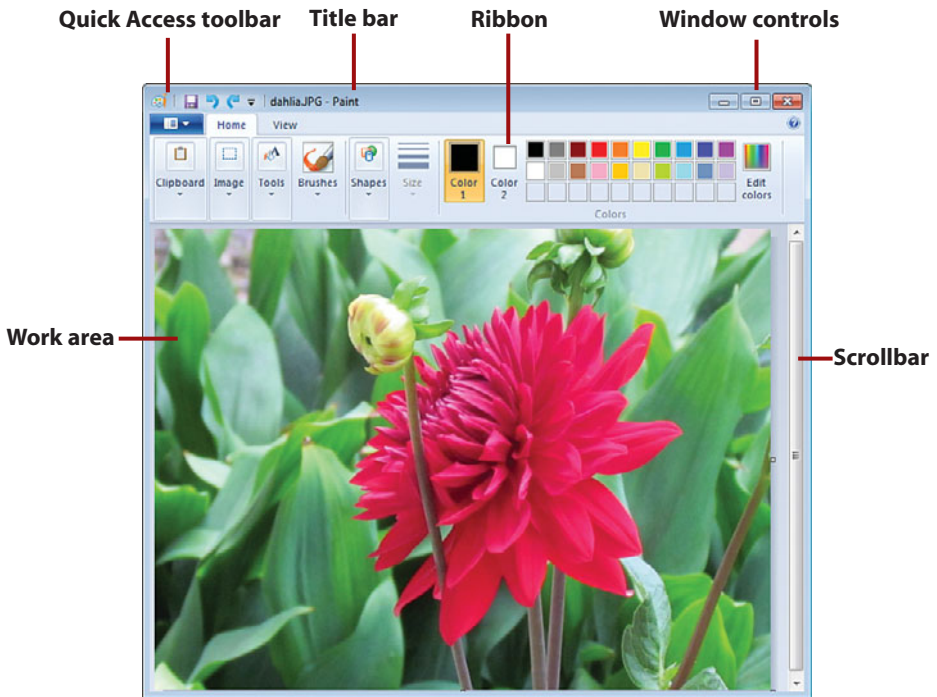 Quick Access toolbar Title bar Ribbon Window controls
dahlia.JPG - Paint
Home View
Clipboard Image Tools Brushes Shapes Size Color 1 Color 2 Edit colors
Colors
Work area
Scrollbar